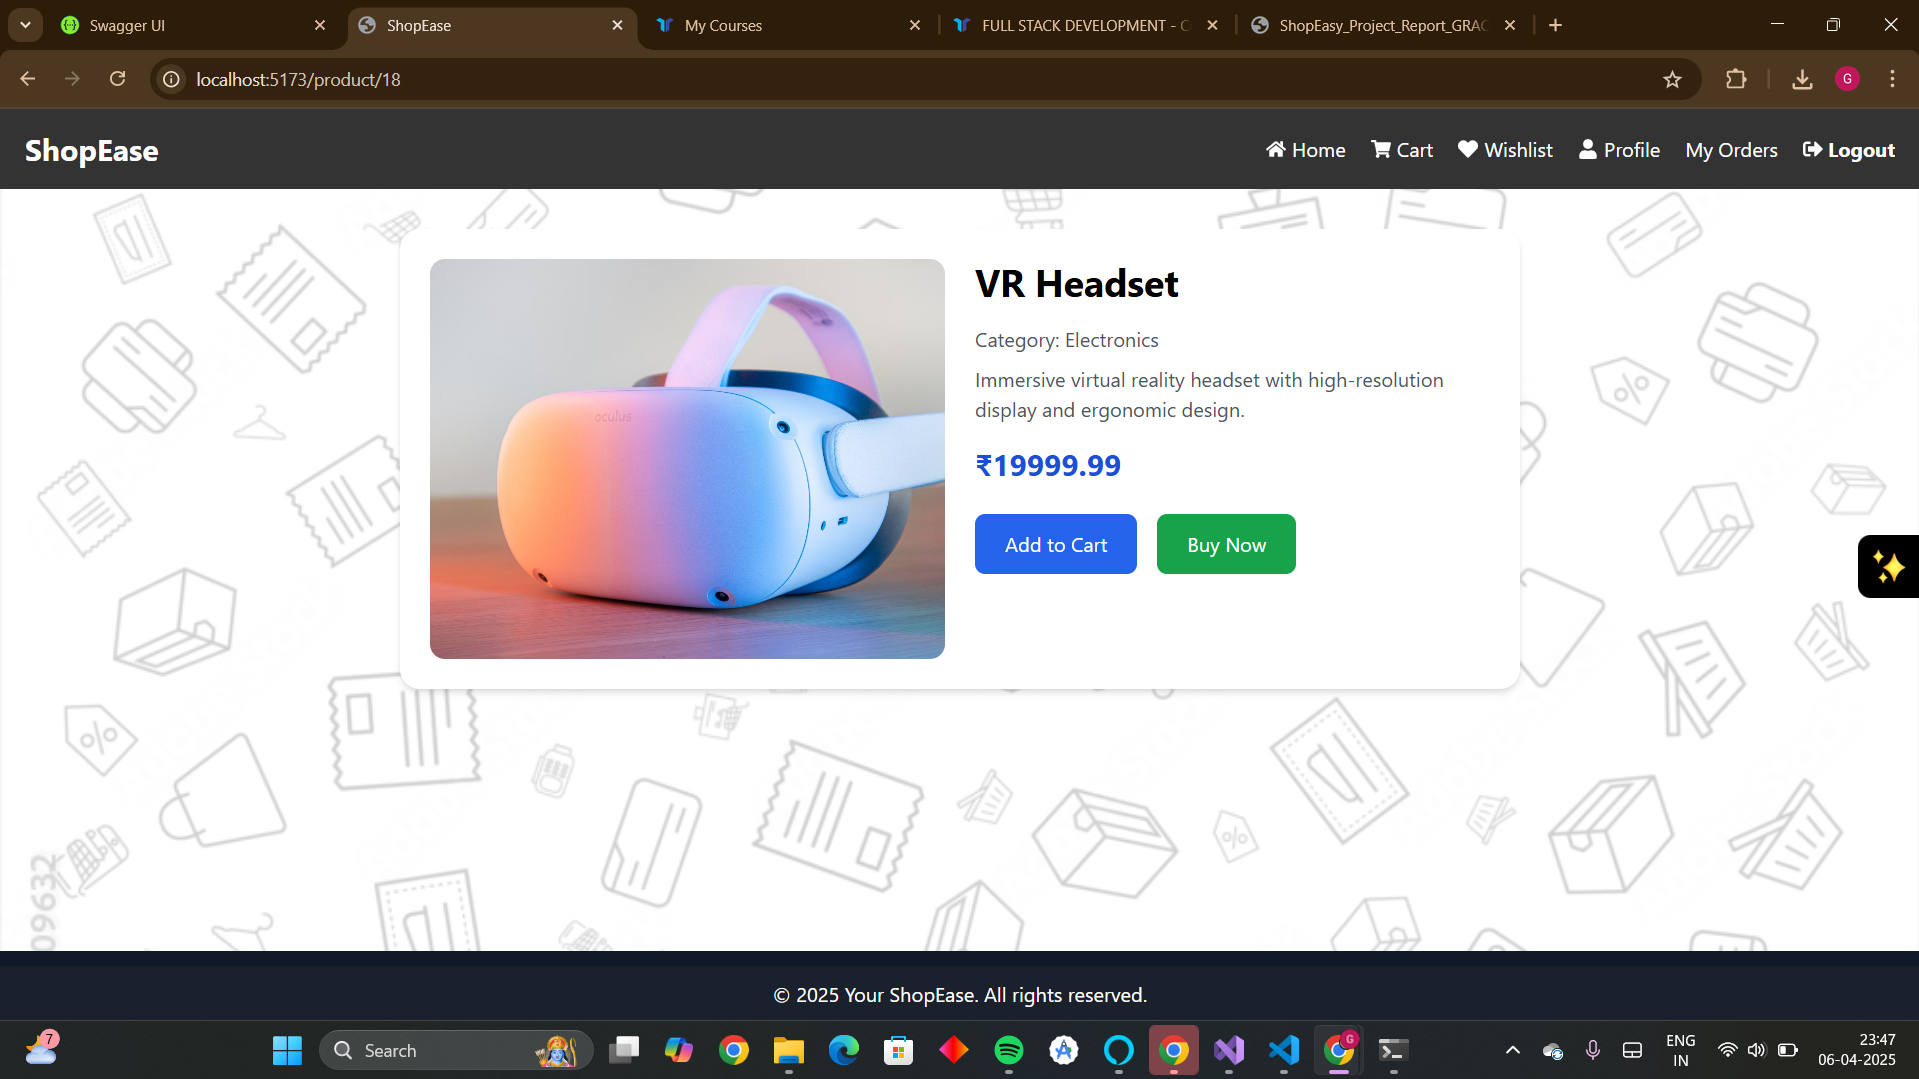 Swagger UI
ShopEase
My Courses
FULL STACK DEVELOPMENT - C
ShopEasy_Project_Report_GRAC
localhost:5173/product/18
G
ShopEase
Home
Cart
Wishlist
Profile
My Orders
Logout
oculus
VR Headset
Category: Electronics
Immersive virtual reality headset with high-resolution
display and ergonomic design.
₹19999.99
Add to Cart
Buy Now
09632
© 2025 Your ShopEase. All rights reserved.
7
Search
G
ENG
IN
23:47
06-04-2025